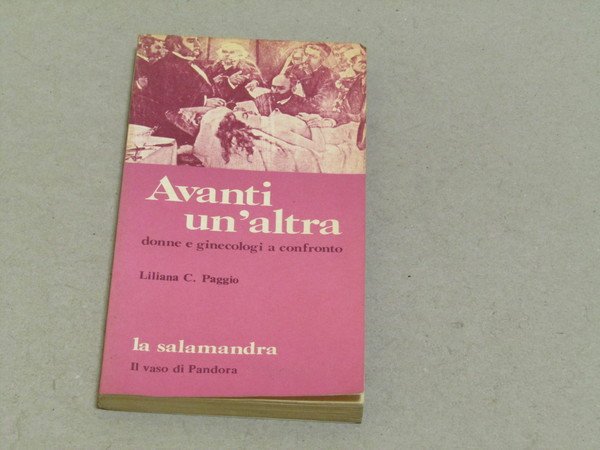 Avanti
un'altra
donne e ginecologi a confronto
Liliana C. Paggio
la salamandra
Il vaso di Pandora